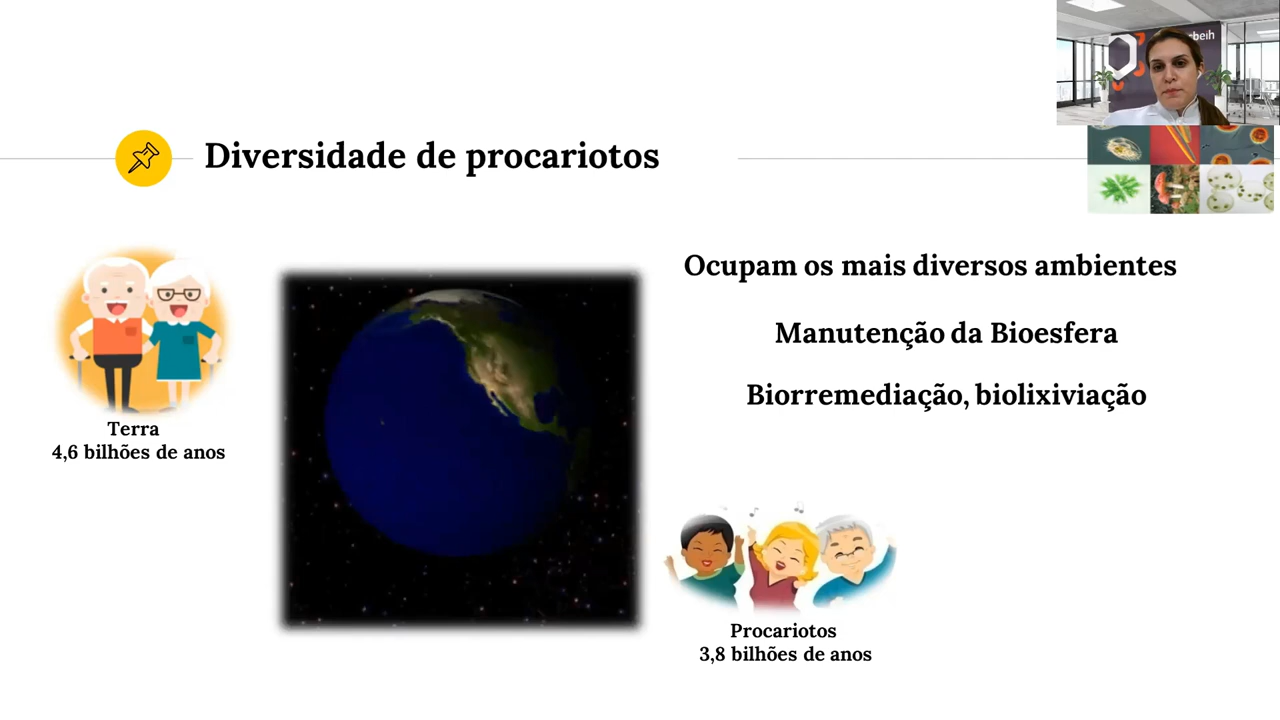 Diversidade de procariotos
Ocupam os mais diversos ambientes
Manutenção da Bioesfera
Biorremediação, biolixiviação
Terra
4,6 bilhões de anos
Procariotos
3,8 bilhões de anos